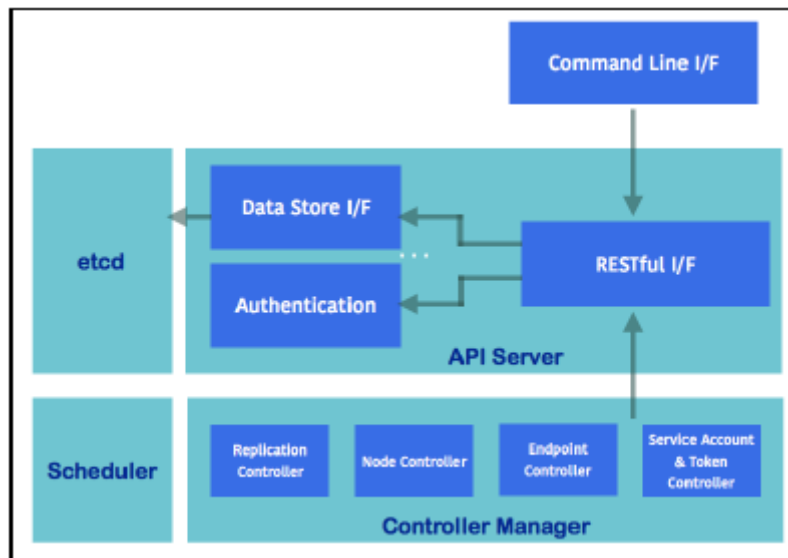 Command Line I/F
Data Store I/F
etcd
...
RESTful I/F
Authentication
API Server
Scheduler
Replication
Controller
Node Controller
Endpoint
Controller
Service Account
& Token
Controller
Controller Manager